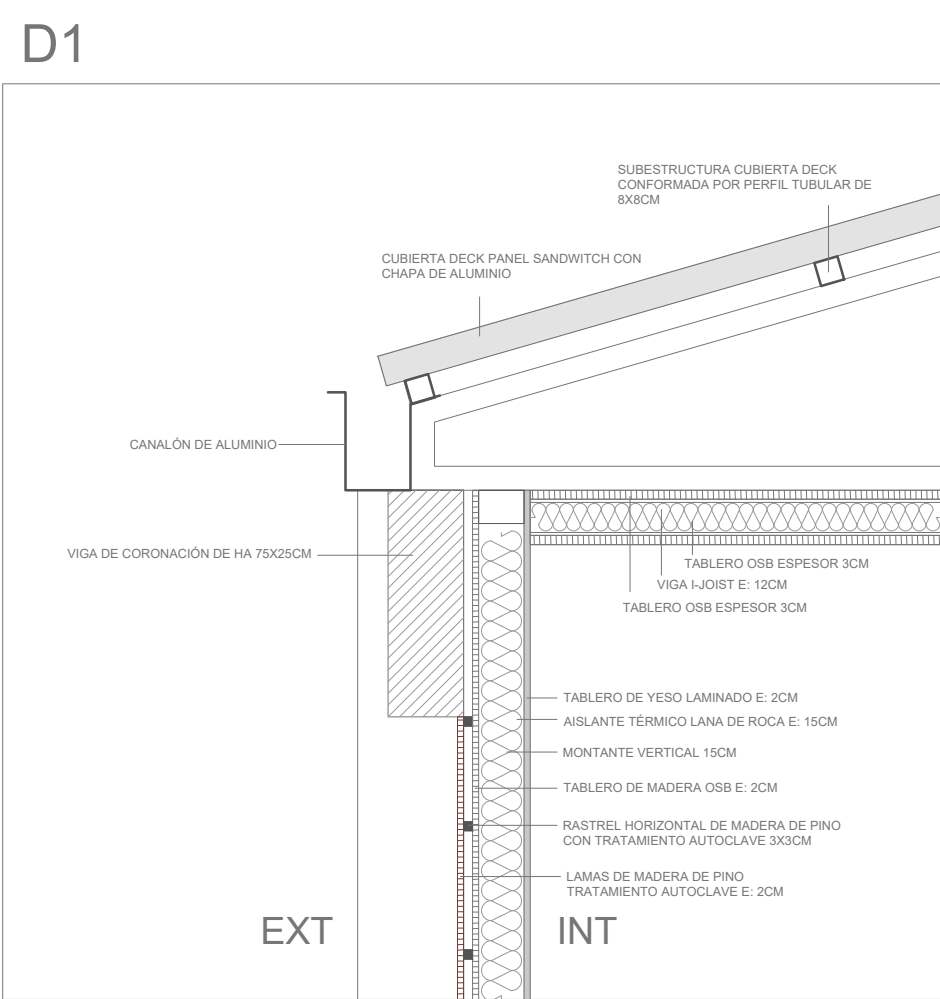 D1
SUBESTRUCTURA CUBIERTA DECK
CONFORMADA POR PERFIL TUBULAR DE
8X8CM
CUBIERTA DECK PANEL SANDWITCH CON
CHAPA DE ALUMINIO
CANALÓN DE ALUMINIO
VIGA DE CORONACIÓN DE HA 75X25CM
TABLERO OSB ESPESOR 3CM
VIGA I-JOIST E: 12CM
TABLERO OSB ESPESOR 3CM
TABLERO DE YESO LAMINADO E: 2CM
AISLANTE TÉRMICO LANA DE ROCA E: 15CM
MONTANTE VERTICAL 15CM
TABLERO DE MADERA OSB E: 2CM
RASTREL HORIZONTAL DE MADERA DE PINO
CON TRATAMIENTO AUTOCLAVE 3X3CM
LAMAS DE MADERA DE PINO
TRATAMIENTO AUTOCLAVE E: 2CM
EXT
INT